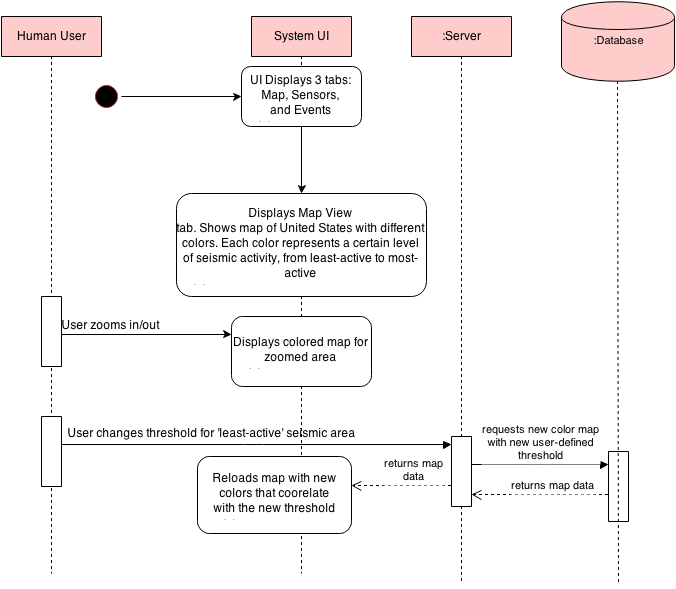 Human User
System UI
:Server
:Database
UI Displays 3 tabs:
Map, Sensors,
and Events
Displays Map View
tab. Shows map of United States with different
colors. Each color represents a certain level
of seismic activity, from least-active to most-
active
User zooms in/out
Displays colored map for
zoomed area
User changes threshold for 'least-active' seismic area
requests new color map
with new user-defined
threshold
returns map
data
returns map data
Reloads map with new
colors that coorelate
with the new threshold